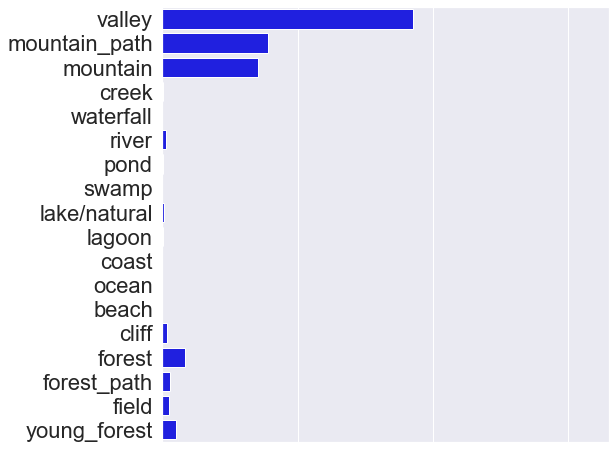 valley
mountain_path
mountain
creek
waterfall
river
pond
swamp
lake/natural
lagoon
coast
ocean
beach
cliff
forest
forest_path
field
young_forest